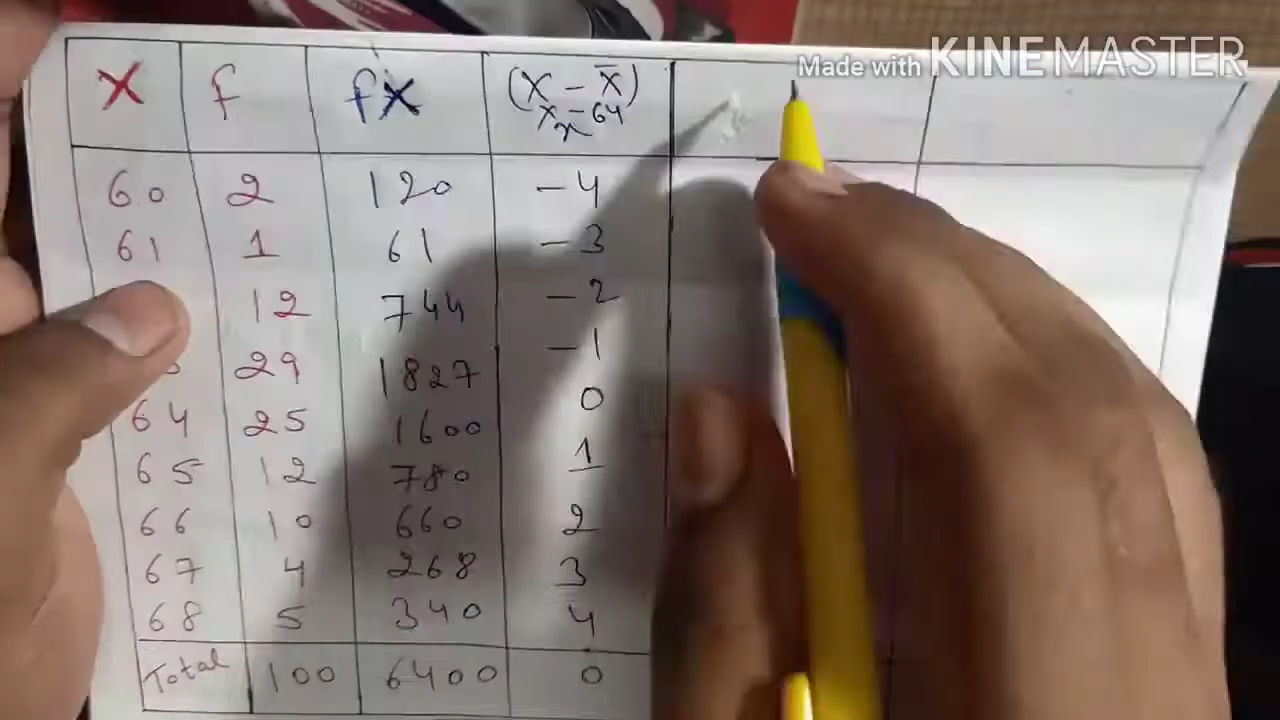 Made with KINEMASTER
X f fx (X - X̄)
x - 64
x
60 2 120 -4
61 1 61 -3
12 744 -2
29 1827 -1
64 25 1600 0
65 12 780 1
66 10 660 2
67 4 268 3
68 5 340 4
Total 100 6400 0